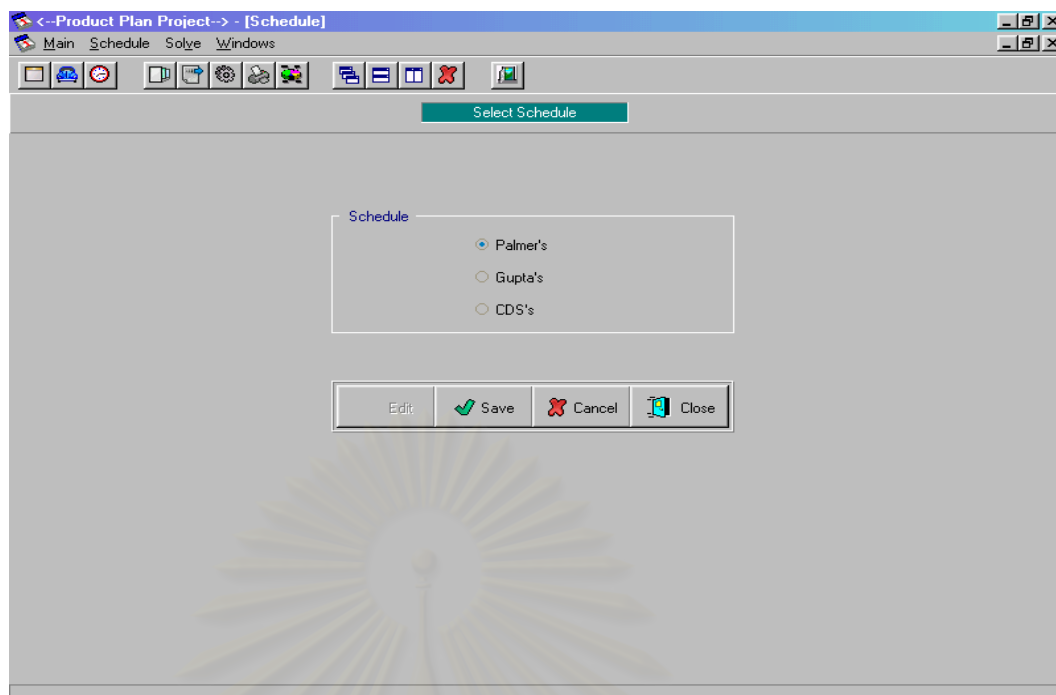 <--Product Plan Project--> - [Schedule]
Main Schedule Solve Windows
Select Schedule
Schedule
Palmer's
Gupta's
CDS's
Edit Save Cancel Close